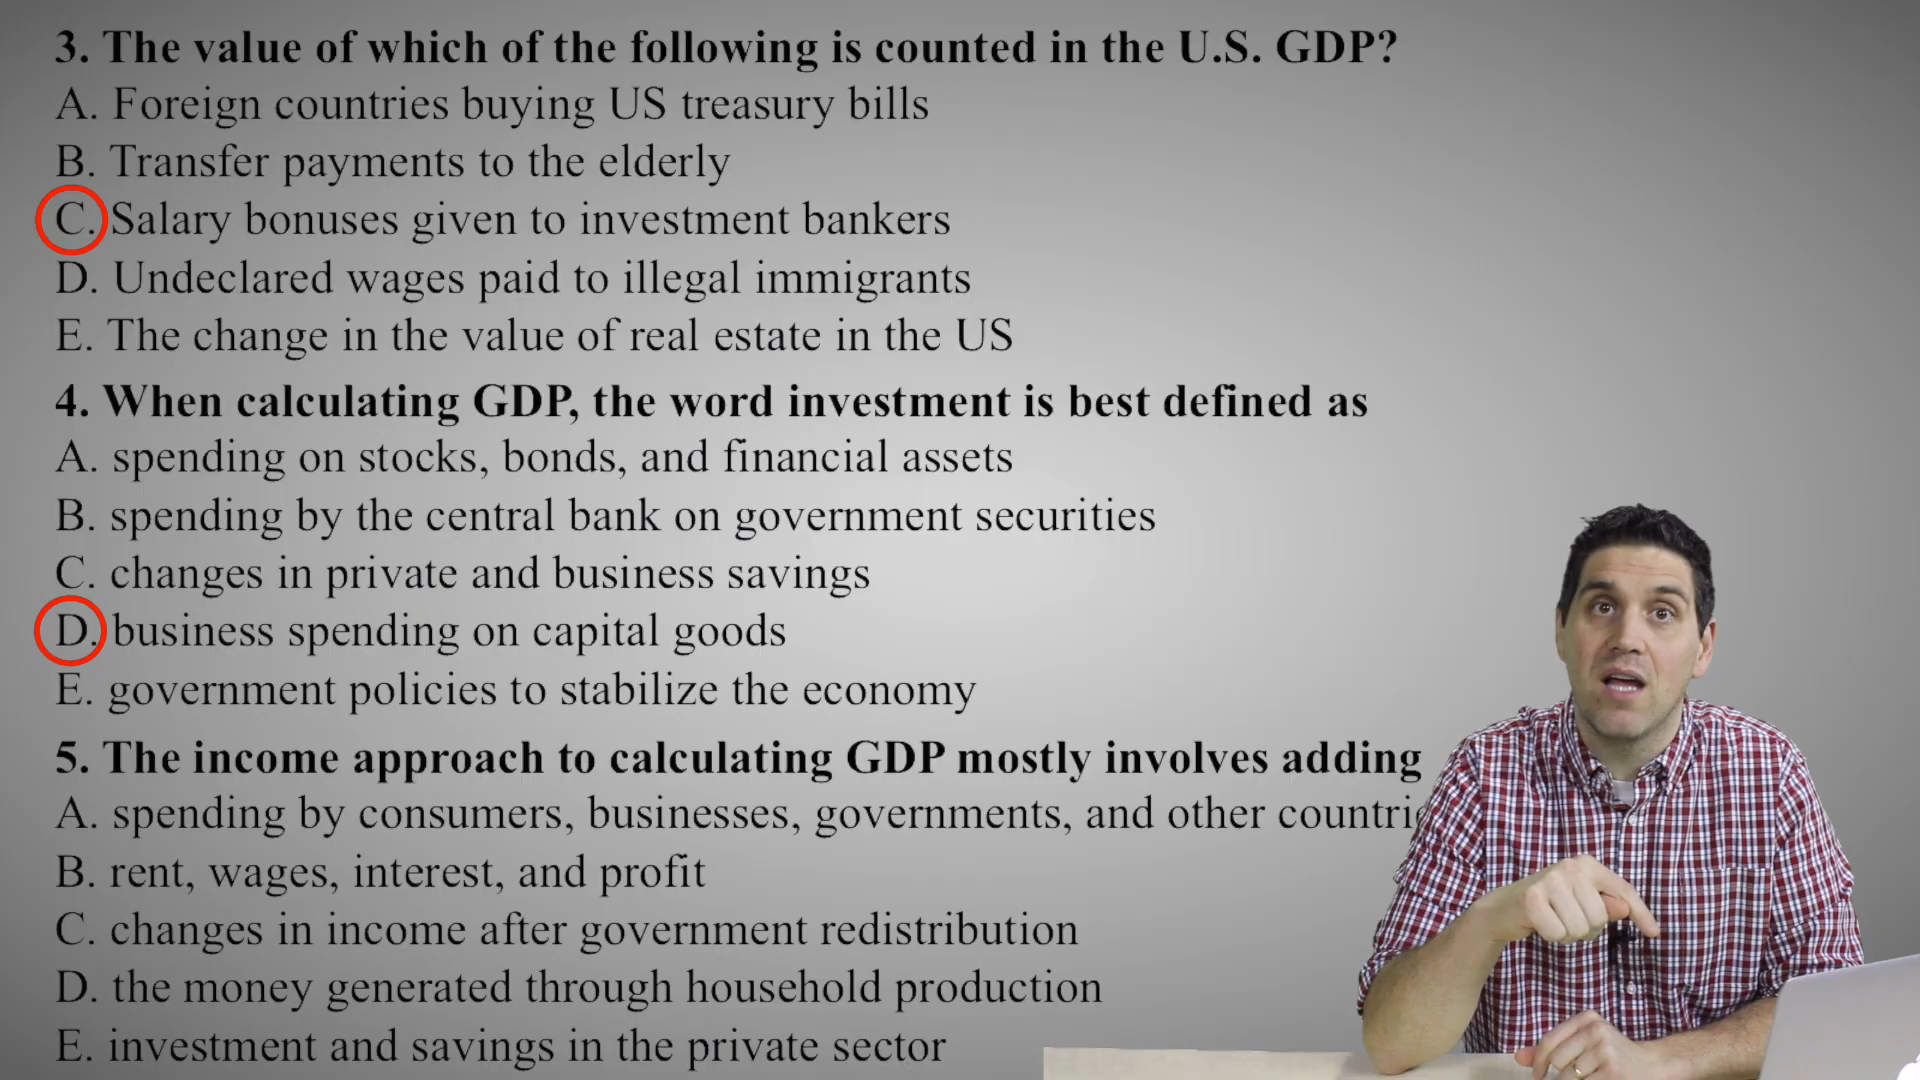 3. The value of which of the following is counted in the U.S. GDP?
A. Foreign countries buying US treasury bills
B. Transfer payments to the elderly
C. Salary bonuses given to investment bankers
D. Undeclared wages paid to illegal immigrants
E. The change in the value of real estate in the US
4. When calculating GDP, the word investment is best defined as
A. spending on stocks, bonds, and financial assets
B. spending by the central bank on government securities
C. changes in private and business savings
D. business spending on capital goods
E. government policies to stabilize the economy
5. The income approach to calculating GDP mostly involves adding
A. spending by consumers, businesses, governments, and other
B. rent, wages, interest, and profit
C. changes in income after government redistribution
D. the money generated through household production
E. investment and savings in the private sector